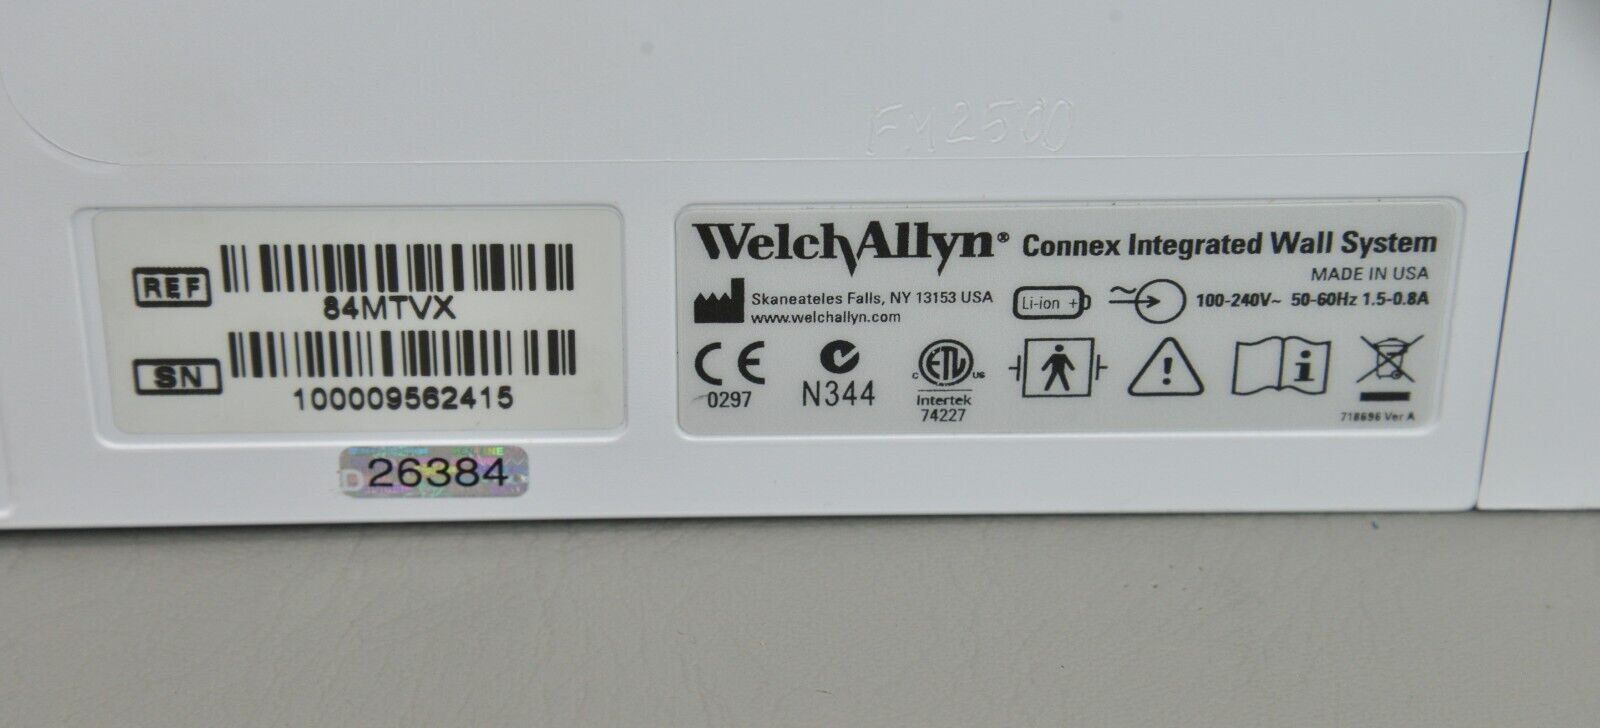 FM2500
REF
84MTVX
SN
100009562415
26384
WelchAllyn® Connex Integrated Wall System
MADE IN USA
Skaneateles Falls, NY 13153 USA
www.welchallyn.com
Li-ion +
100-240V~ 50-60Hz 1.5-0.8A
CE
0297
N344
c ETL us
Intertek
74227
718696 Ver A